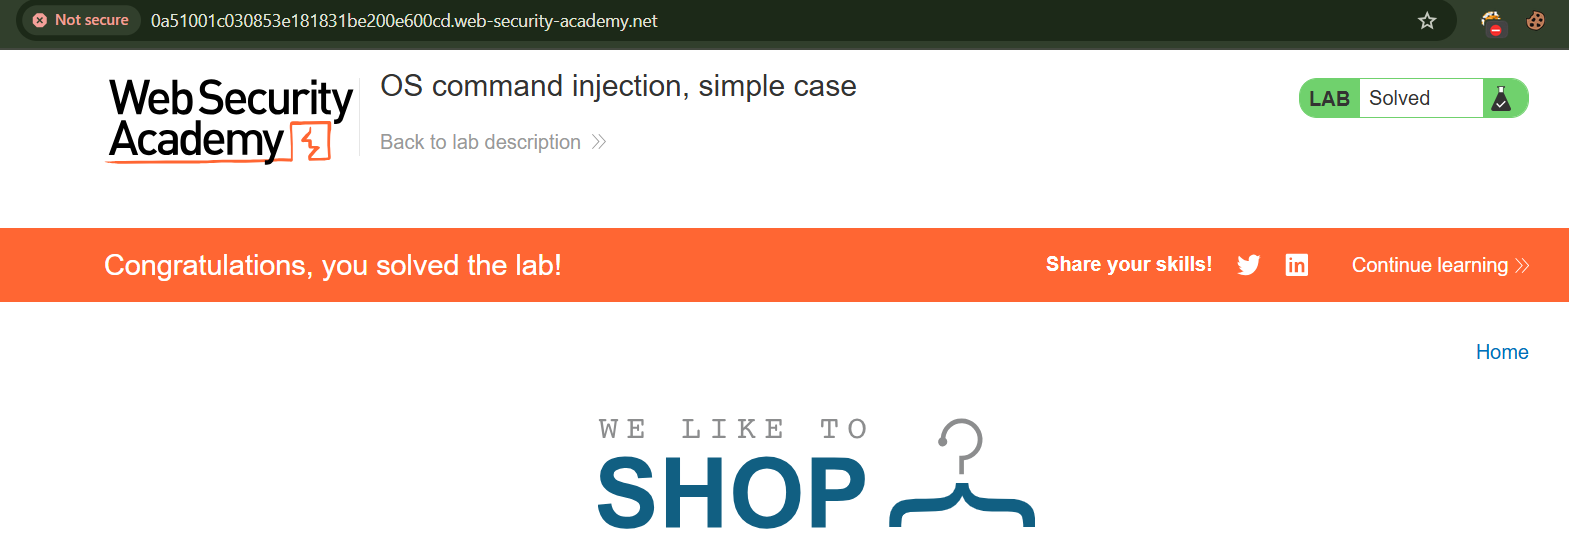 Not secure 0a51001c030853e181831be200e600cd.web-security-academy.net
Web Security
Academy
OS command injection, simple case
Back to lab description
LAB Solved
Congratulations, you solved the lab!
Share your skills!
Continue learning
Home
WE LIKE TO
SHOP